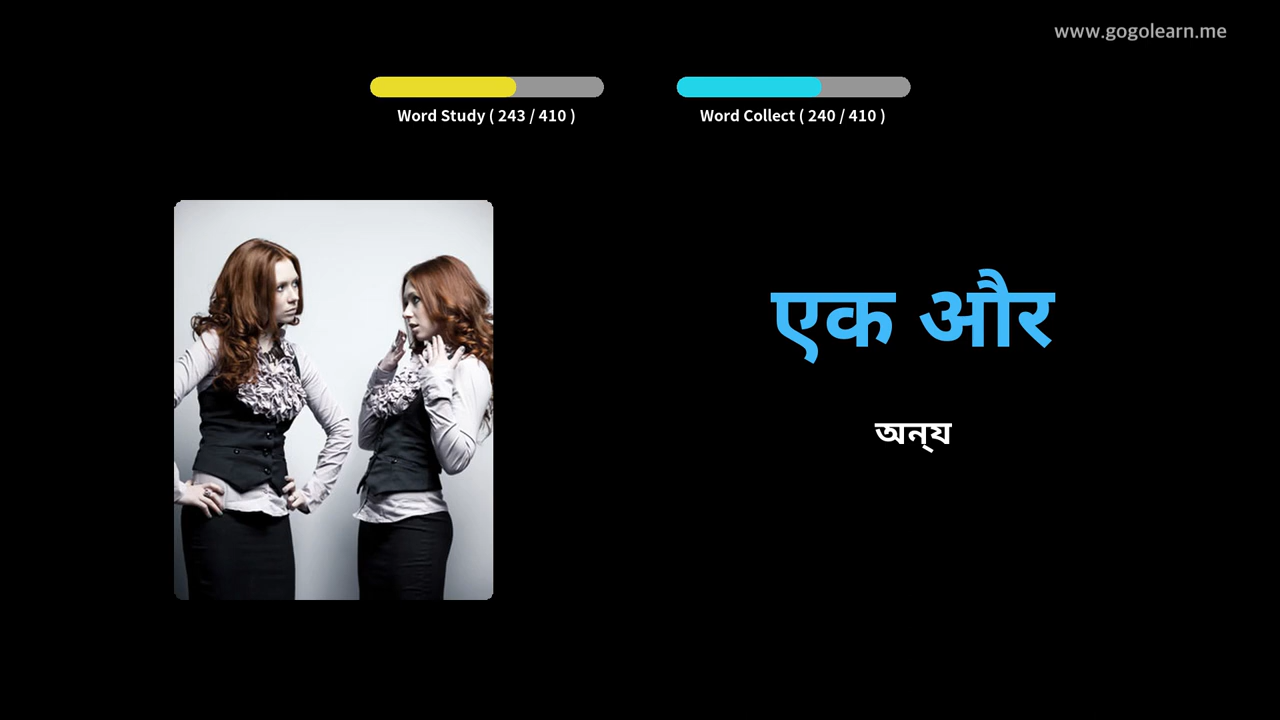 www.gogolearn.me
Word Study ( 243 / 410 )
Word Collect ( 240 / 410 )
एक और
অন্‌য